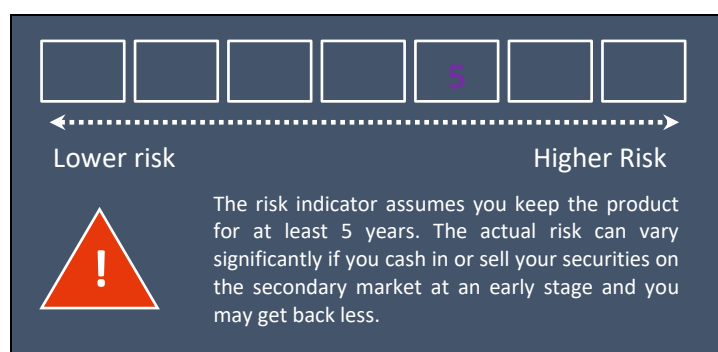 5
Lower risk
Higher Risk
!
The risk indicator assumes you keep the product
for at least 5 years. The actual risk can vary
significantly if you cash in or sell your securities on
the secondary market at an early stage and you
may get back less.